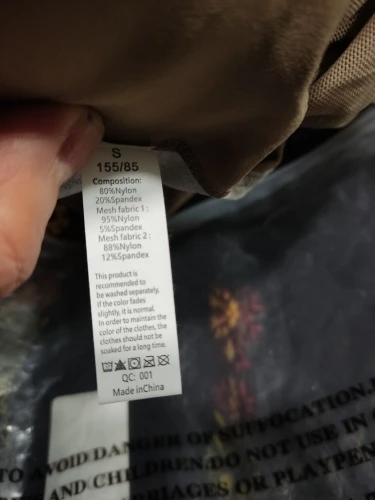 S
155/85
Composition:
80%Nylon
20%Spandex
Mesh fabric 1 :
95%Nylon
5%Spandex
Mesh fabric 2 :
88%Nylon
12%Spandex
This product is
recommended to
be washed separately,
if the color fades
slightly, it is normal.
In order to maintain the
color of the clothes, the
clothes should not be
soaked for a long time.
QC: 001
Made inChina
TO AVOID DANGER OF SUFFOCATION,
AND CHILDREN.DO NOT USE IN
OR PLAYPEN